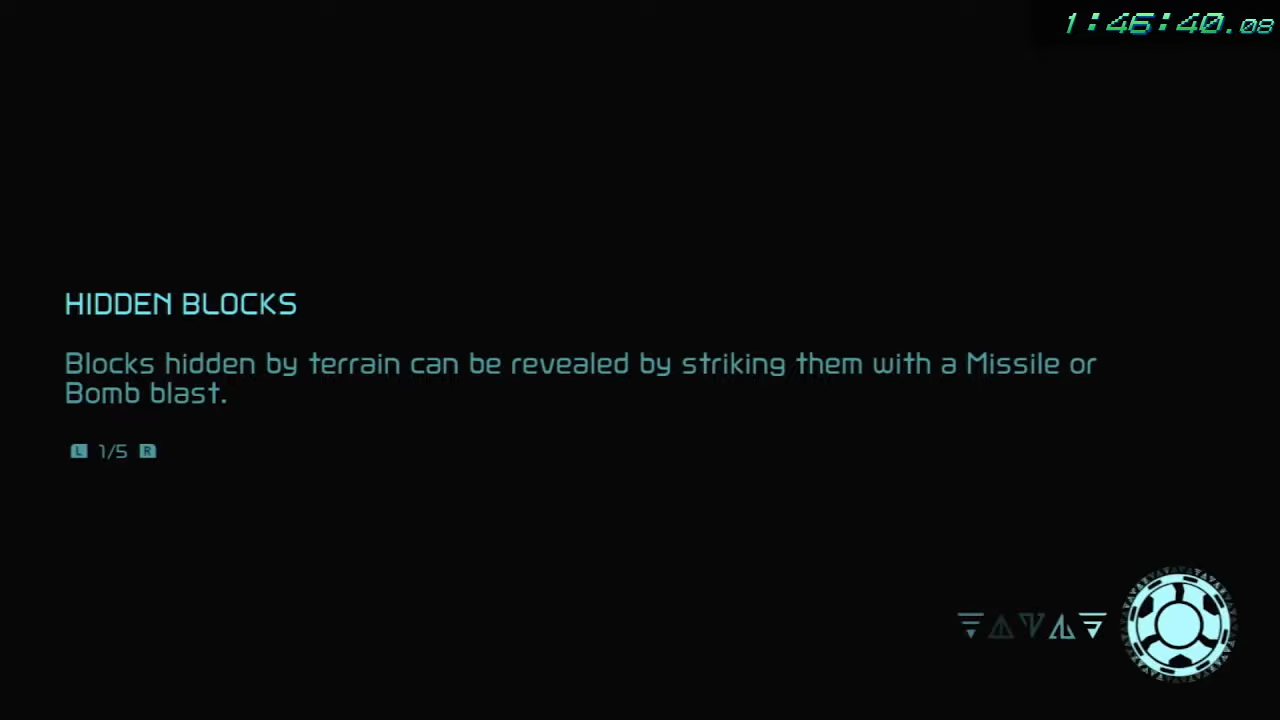 1:46:40.08
HIDDEN BLOCKS
Blocks hidden by terrain can be revealed by striking them with a Missile or
Bomb blast.
L 1/5 R